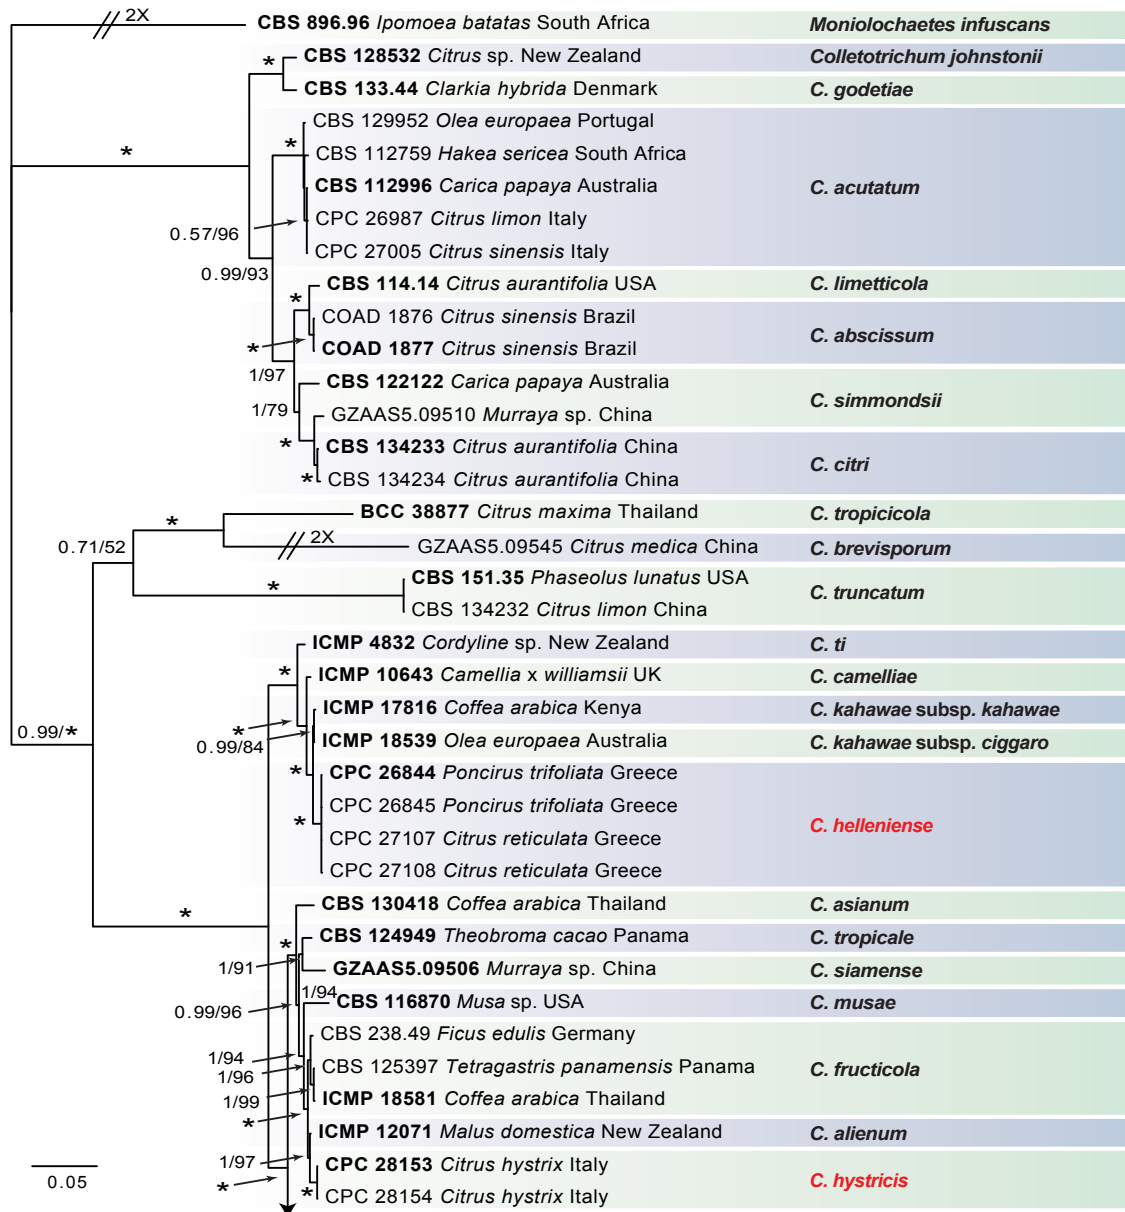 2X
CBS 896.96 Ipomoea batatas South Africa Moniolochaetes infuscans
CBS 128532 Citrus sp. New Zealand Colletotrichum johnstonii
*
CBS 133.44 Clarkia hybrida Denmark C. godetiae
CBS 129952 Olea europaea Portugal
*
*
CBS 112759 Hakea sericea South Africa
CBS 112996 Carica papaya Australia C. acutatum
CPC 26987 Citrus limon Italy
0.57/96
CPC 27005 Citrus sinensis Italy
0.99/93
CBS 114.14 Citrus aurantifolia USA C. limetticola
*
COAD 1876 Citrus sinensis Brazil
C. abscissum
*
COAD 1877 Citrus sinensis Brazil
1/97
CBS 122122 Carica papaya Australia
C. simmondsii
1/79
GZAAS5.09510 Murraya sp. China
*
CBS 134233 Citrus aurantifolia China
C. citri
*
CBS 134234 Citrus aurantifolia China
BCC 38877 Citrus maxima Thailand C. tropicicola
*
2X
0.71/52
GZAAS5.09545 Citrus medica China C. brevisporum
CBS 151.35 Phaseolus lunatus USA
*
C. truncatum
CBS 134232 Citrus limon China
ICMP 4832 Cordyline sp. New Zealand C. ti
*
ICMP 10643 Camellia x williamsii UK C. camelliae
ICMP 17816 Coffea arabica Kenya C. kahawae subsp. kahawae
0.99/*
*
0.99/84
ICMP 18539 Olea europaea Australia C. kahawae subsp. ciggaro
*
CPC 26844 Poncirus trifoliata Greece
CPC 26845 Poncirus trifoliata Greece
*
C. helleniense
CPC 27107 Citrus reticulata Greece
CPC 27108 Citrus reticulata Greece
CBS 130418 Coffea arabica Thailand C. asianum
*
*
CBS 124949 Theobroma cacao Panama C. tropicale
1/91
GZAAS5.09506 Murraya sp. China C. siamense
1/94
CBS 116870 Musa sp. USA C. musae
0.99/96
CBS 238.49 Ficus edulis Germany
1/94
CBS 125397 Tetragastris panamensis Panama C. fructicola
1/96
1/99
ICMP 18581 Coffea arabica Thailand
*
ICMP 12071 Malus domestica New Zealand C. alienum
1/97
CPC 28153 Citrus hystrix Italy
C. hystricis
0.05
*
*
CPC 28154 Citrus hystrix Italy